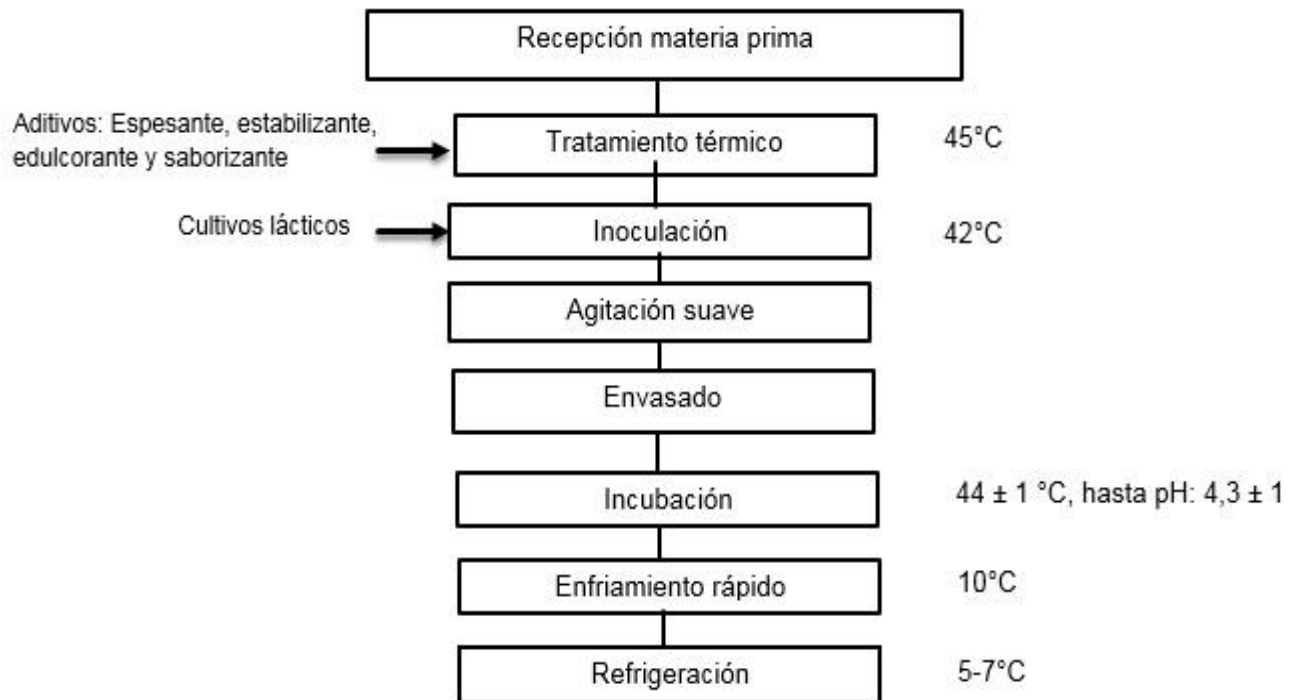 Recepción materia prima
Aditivos: Espesante, estabilizante,
edulcorante y saborizante
Tratamiento térmico
45°C
Cultivos lácticos
Inoculación
42°C
Agitación suave
Envasado
Incubación
44 ± 1 °C, hasta pH: 4,3 ± 1
Enfriamiento rápido
10°C
Refrigeración
5-7°C